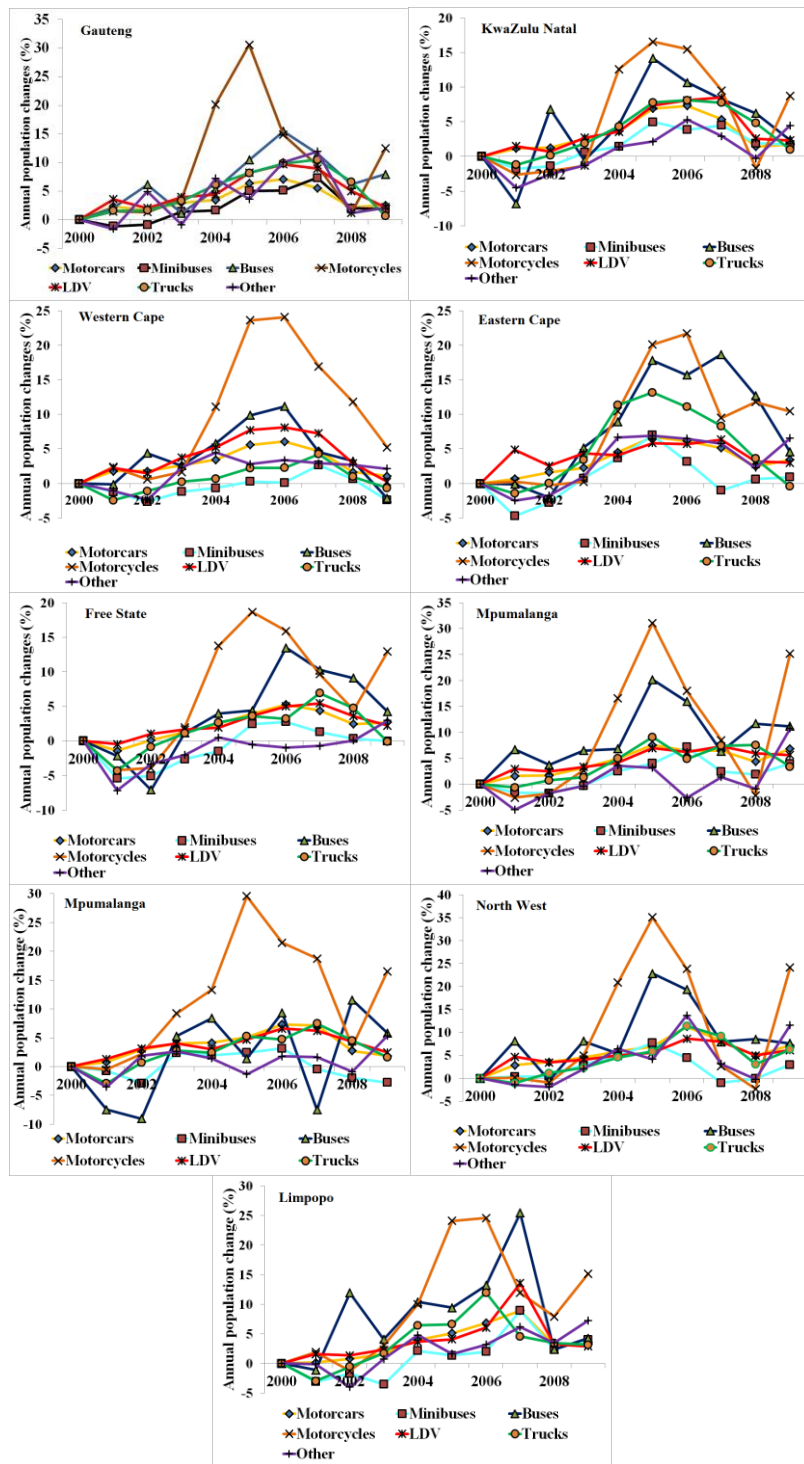 Gauteng
Annual population changes (%)
35
30
25
20
15
10
5
0
-5
2000 2002 2004 2006 2008
Motorcars Minibuses Buses Motorcycles
LDV Trucks Other
KwaZulu Natal
Annual population changes (%)
20
15
10
5
0
-5
-10
2000 2002 2004 2006 2008
Motorcars Minibuses Buses
Motorcycles LDV Trucks
Other
Western Cape
Annual population changes (%)
25
20
15
10
5
0
-5
2000 2002 2004 2006 2008
Motorcars Minibuses Buses
Motorcycles LDV Trucks
Other
Eastern Cape
Annual population changes (%)
25
20
15
10
5
0
-5
2000 2002 2004 2006 2008
Motorcars Minibuses Buses
Motorcycles LDV Trucks
Other
Free State
Annual population changes (%)
20
15
10
5
0
-5
-10
2000 2002 2004 2006 2008
Motorcars Minibuses Buses
Motorcycles LDV Trucks
Other
Mpumalanga
Annual population change (%)
35
30
25
20
15
10
5
0
-5
2000 2002 2004 2006 2008
Motorcars Minibuses Buses
Motorcycles LDV Trucks
Other
Mpumalanga
Annual population change (%)
30
25
20
15
10
5
0
-5
-10
2000 2002 2004 2006 2008
Motorcars Minibuses Buses
Motorcycles LDV Trucks
North West
Annual population change (%)
40
35
30
25
20
15
10
5
0
-5
2000 2002 2004 2006 2008
Motorcars Minibuses Buses
Motorcycles LDV Trucks
Other
Limpopo
Annual population change (%)
30
25
20
15
10
5
0
-5
2000 2002 2004 2006 2008
Motorcars Minibuses Buses
Motorcycles LDV Trucks
Other